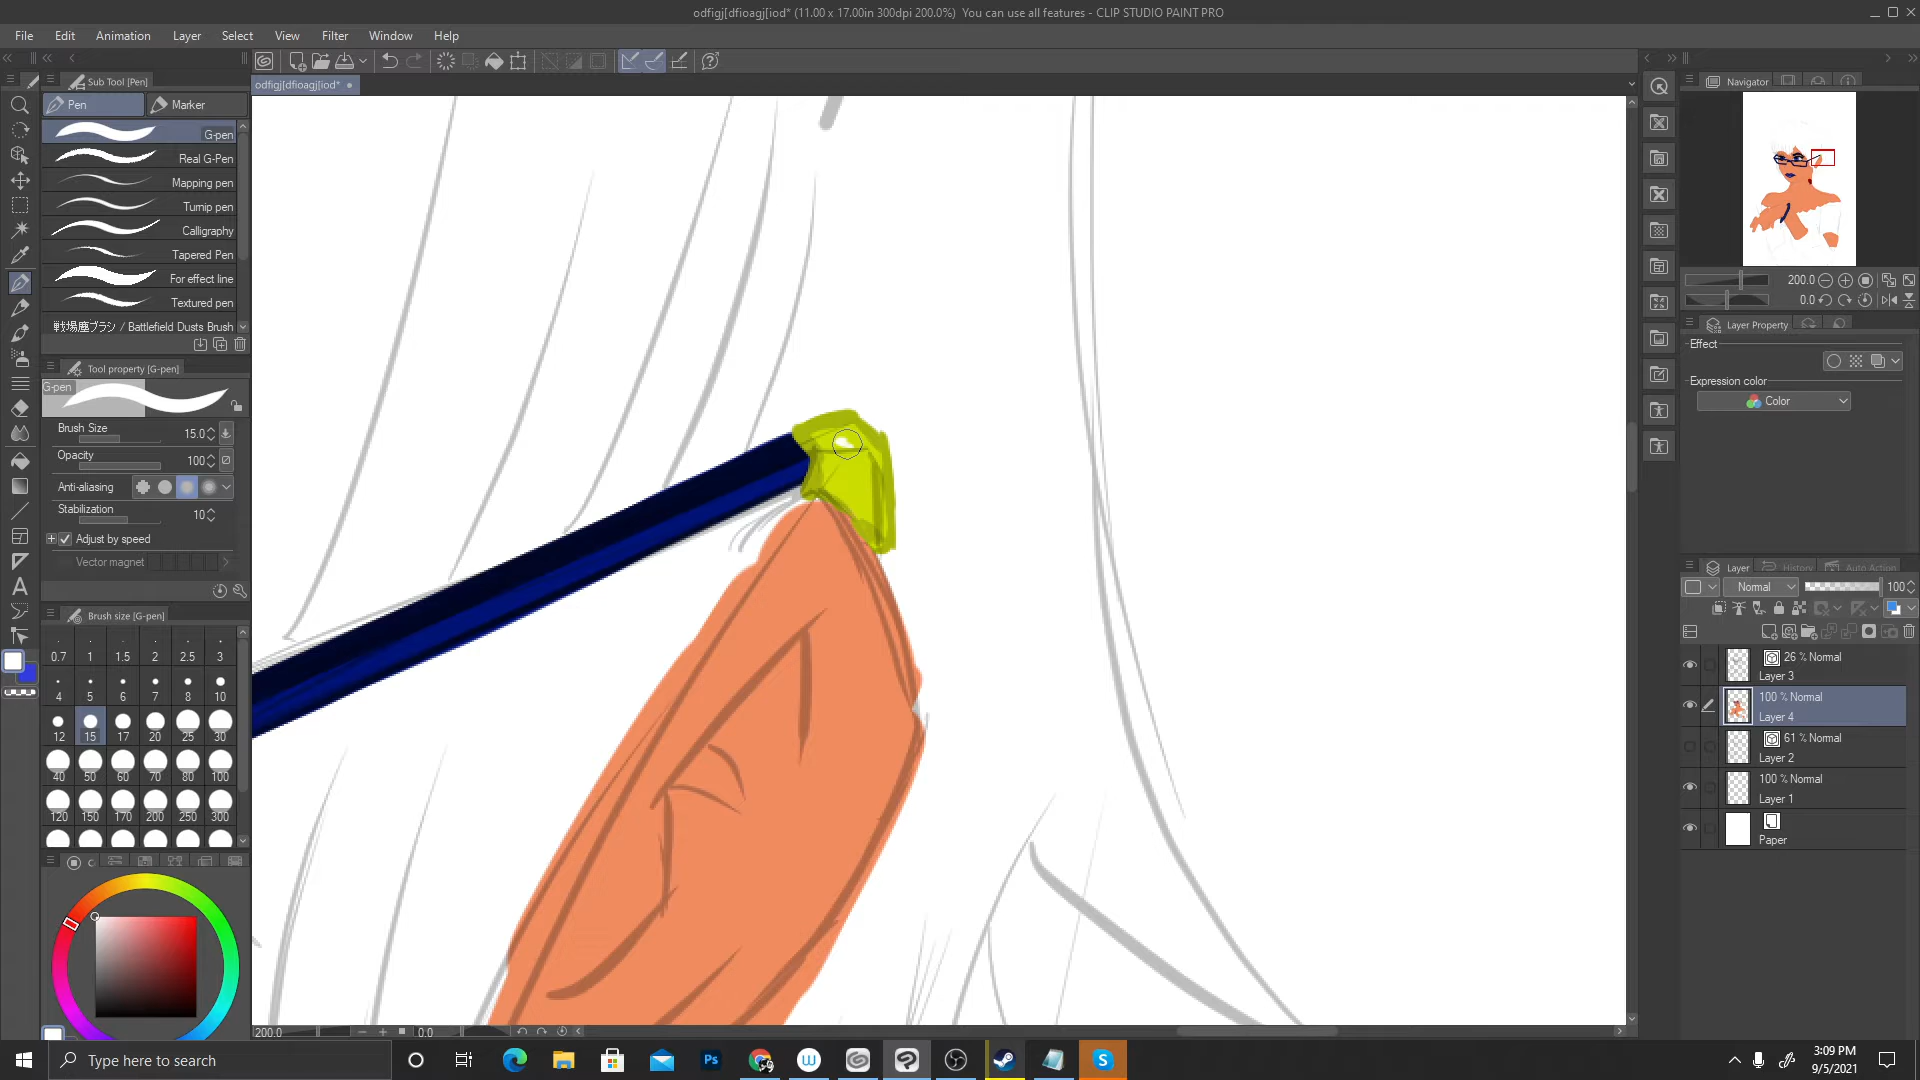 odfigj[dfioagj[iod* (11.00 x 17.00in 300dpi 200.0%) You can use all features - CLIP STUDIO PAINT PRO
File Edit Animation Layer Select View Filter Window Help
Sub Tool [Pen]
odfigj[dfioagj[iod*
Navigator
Pen Marker
G-pen
Real G-Pen
Mapping pen
Turnip pen
Calligraphy
Tapered Pen
For effect line
Textured pen
戦場塵ブラシ / Battlefield Dusts Brush
Tool property [G-pen]
G-pen
Brush Size 15.0
Opacity 100
Anti-aliasing
Stabilization 10
Adjust by speed
Vector magnet
Brush size [G-pen]
0.7 1 1.5 2 2.5 3
4 5 6 7 8 10
12 15 17 20 25 30
40 50 60 70 80 100
120 150 170 200 250 300
200.0
0.0
Layer Property
Effect
Expression color
Color
Layer History Auto Action
Normal 100
26 % Normal
Layer 3
100 % Normal
Layer 4
61 % Normal
Layer 2
100 % Normal
Layer 1
Paper
200.0 0.0
Type here to search
Ps
3:09 PM
9/5/2021